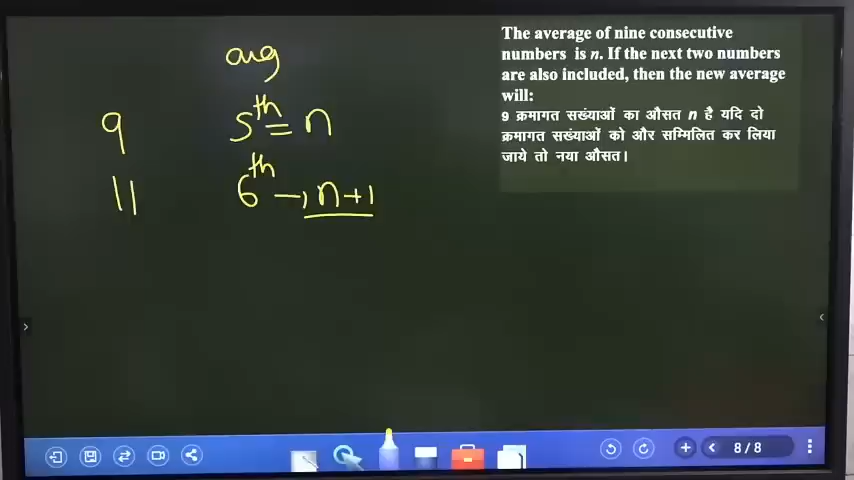 avg
9 5th = n
11 6th → n+1
The average of nine consecutive
numbers is n. If the next two numbers
are also included, then the new average
will:
9 क्रमागत सख्याओं का औसत n है यदि दो
क्रमागत सख्याओं को और सम्मिलित कर लिया
जाये तो नया औसत।
8/8